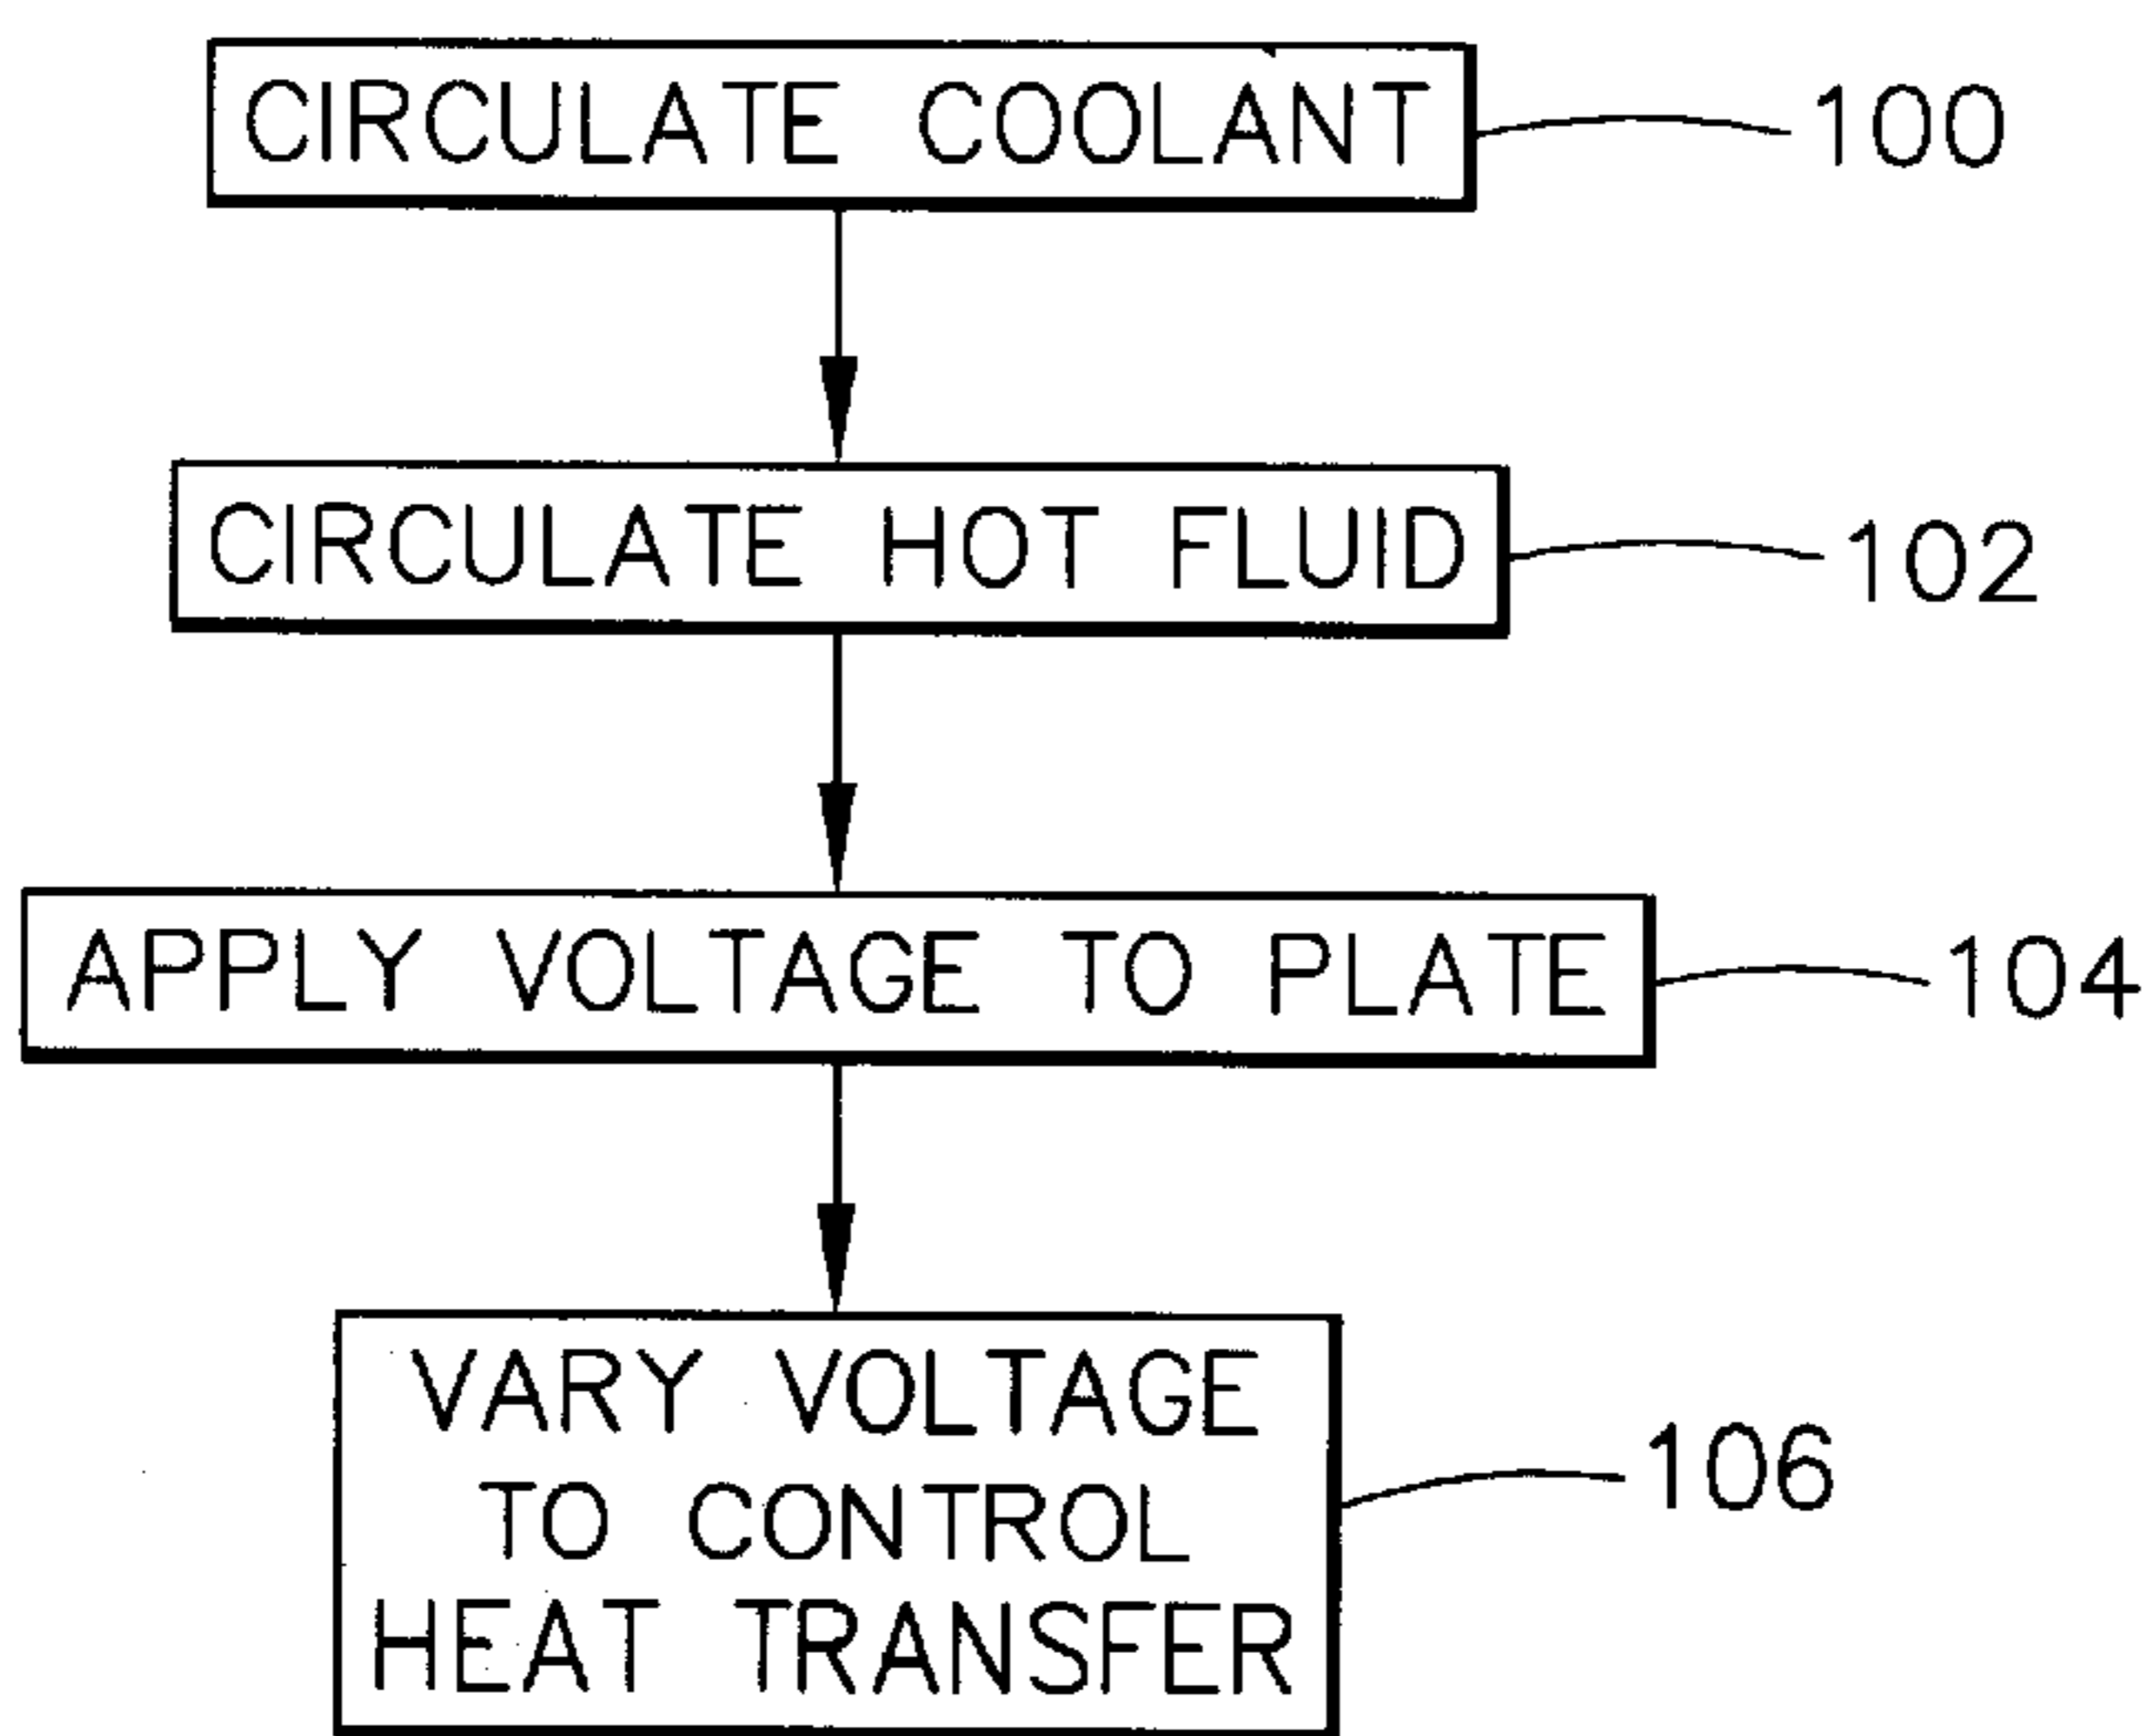 CIRCULATE COOLANT
100
CIRCULATE HOT FLUID
102
APPLY VOLTAGE TO PLATE
104
VARY VOLTAGE
TO CONTROL
HEAT TRANSFER
106